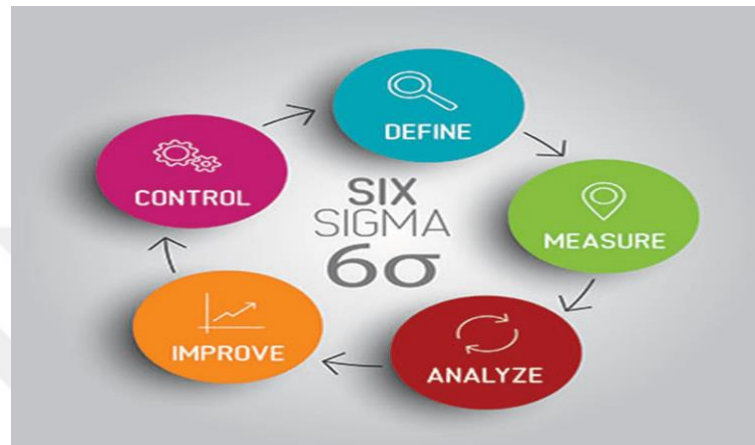 DEFINE
CONTROL
SIX
SIGMA
6σ
MEASURE
IMPROVE
ANALYZE